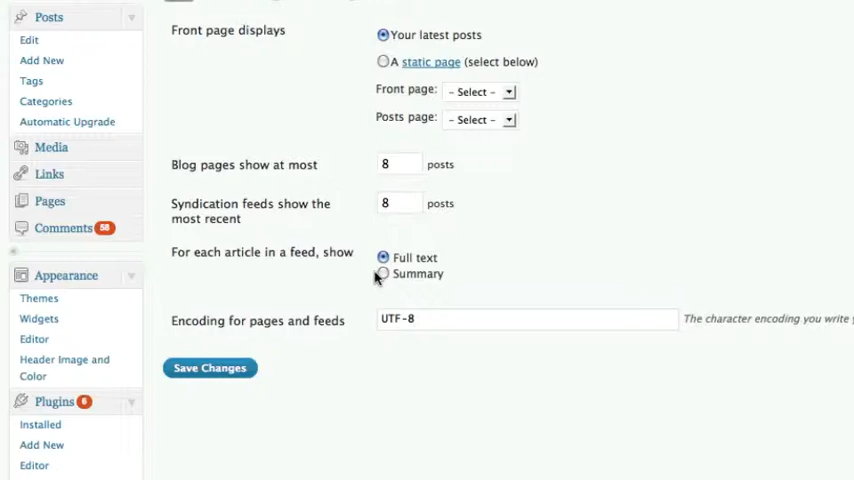 Posts
Edit
Add New
Tags
Categories
Automatic Upgrade
Media
Links
Pages
Comments 58
Appearance
Themes
Widgets
Editor
Header Image and
Color
Plugins 6
Installed
Add New
Editor
Front page displays
Your latest posts
A static page (select below)
Front page: - Select -
Posts page: - Select -
Blog pages show at most 8 posts
Syndication feeds show the 8 posts
most recent
For each article in a feed, show Full text
Summary
Encoding for pages and feeds UTF-8 The character encoding you write
Save Changes